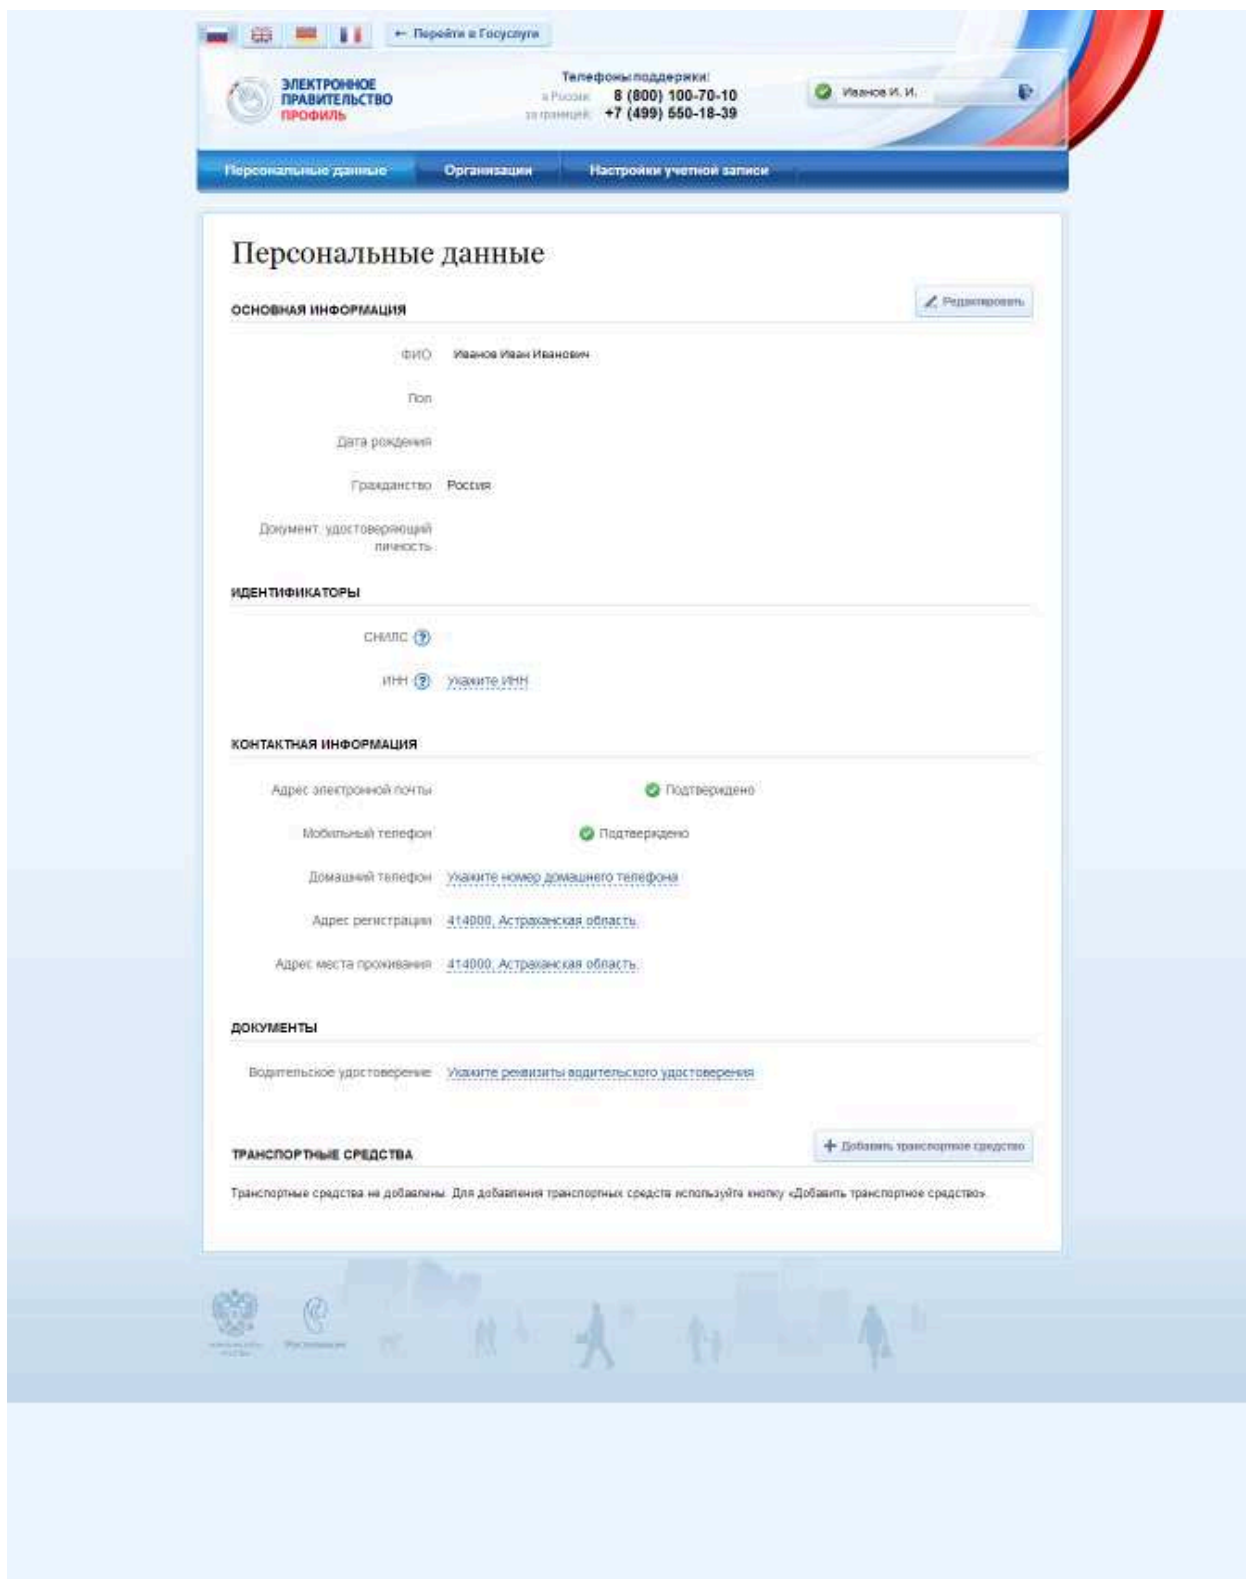 ← Перейти в Госуслуги
ЭЛЕКТРОННОЕ
ПРАВИТЕЛЬСТВО
ПРОФИЛЬ
Телефоны поддержки:
в России: 8 (800) 100-70-10
за границей: +7 (499) 550-18-39
Иванов И. И.
Персональные данные Организации Настройки учетной записи
Персональные данные
ОСНОВНАЯ ИНФОРМАЦИЯ
Редактировать
ФИО Иванов Иван Иванович
Пол
Дата рождения
Гражданство Россия
Документ, удостоверяющий
личность
ИДЕНТИФИКАТОРЫ
СНИЛС ?
ИНН ? Укажите ИНН
КОНТАКТНАЯ ИНФОРМАЦИЯ
Адрес электронной почты Подтверждено
Мобильный телефон Подтверждено
Домашний телефон Укажите номер домашнего телефона
Адрес регистрации 414000, Астраханская область,
Адрес места проживания 414000, Астраханская область,
ДОКУМЕНТЫ
Водительское удостоверение Укажите реквизиты водительского удостоверения
ТРАНСПОРТНЫЕ СРЕДСТВА
+ Добавить транспортное средство
Транспортные средства не добавлены. Для добавления транспортных средств используйте кнопку «Добавить транспортное средство».
Ростелеком